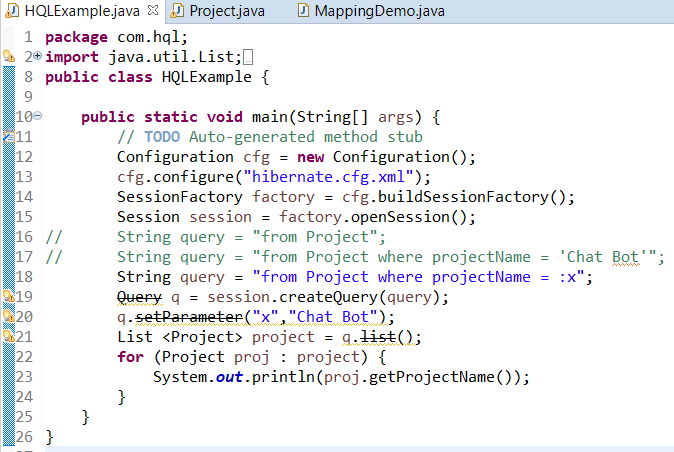 HQLExample.java Project.java MappingDemo.java
1 package com.hql;
2 import java.util.List;
8 public class HQLExample {
9
10 public static void main(String[] args) {
11 // TODO Auto-generated method stub
12 Configuration cfg = new Configuration();
13 cfg.configure("hibernate.cfg.xml");
14 SessionFactory factory = cfg.buildSessionFactory();
15 Session session = factory.openSession();
16 // String query = "from Project";
17 // String query = "from Project where projectName = 'Chat Bot'";
18 String query = "from Project where projectName = :x";
19 Query q = session.createQuery(query);
20 q.setParameter("x","Chat Bot");
21 List <Project> project = q.list();
22 for (Project proj : project) {
23 System.out.println(proj.getProjectName());
24 }
25 }
26 }